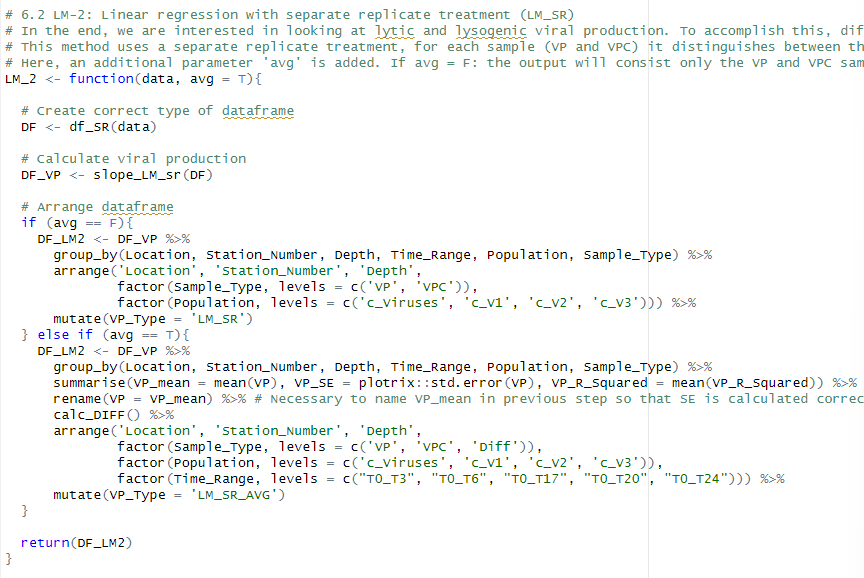 # 6.2 LM-2: Linear regression with separate replicate treatment (LM_SR)
# In the end, we are interested in looking at lytic and lysogenic viral production. To accomplish this, dif
# This method uses a separate replicate treatment, for each sample (VP and VPC) it distinguishes between th
# Here, an additional parameter 'avg' is added. If avg = F: the output will consist only the VP and VPC sam
LM_2 <- function(data, avg = T){
  # Create correct type of dataframe
  DF <- df_SR(data)
  # Calculate viral production
  DF_VP <- slope_LM_sr(DF)
  # Arrange dataframe
  if (avg == F){
    DF_LM2 <- DF_VP %>%
      group_by(Location, Station_Number, Depth, Time_Range, Population, Sample_Type) %>%
      arrange('Location', 'Station_Number', 'Depth',
              factor(Sample_Type, levels = c('VP', 'VPC')),
              factor(Population, levels = c('c_Viruses', 'c_V1', 'c_V2', 'c_V3'))) %>%
      mutate(VP_Type = 'LM_SR')
  } else if (avg == T){
    DF_LM2 <- DF_VP %>%
      group_by(Location, Station_Number, Depth, Time_Range, Population, Sample_Type) %>%
      summarise(VP_mean = mean(VP), VP_SE = plotrix::std.error(VP), VP_R_Squared = mean(VP_R_Squared)) %>%
      rename(VP = VP_mean) %>% # Necessary to name VP_mean in previous step so that SE is calculated correc
      calc_DIFF() %>%
      arrange('Location', 'Station_Number', 'Depth',
              factor(Sample_Type, levels = c('VP', 'VPC', 'Diff')),
              factor(Population, levels = c('c_Viruses', 'c_V1', 'c_V2', 'c_V3')),
              factor(Time_Range, levels = c("T0_T3", "T0_T6", "T0_T17", "T0_T20", "T0_T24"))) %>%
      mutate(VP_Type = 'LM_SR_AVG')
  }
  return(DF_LM2)
}